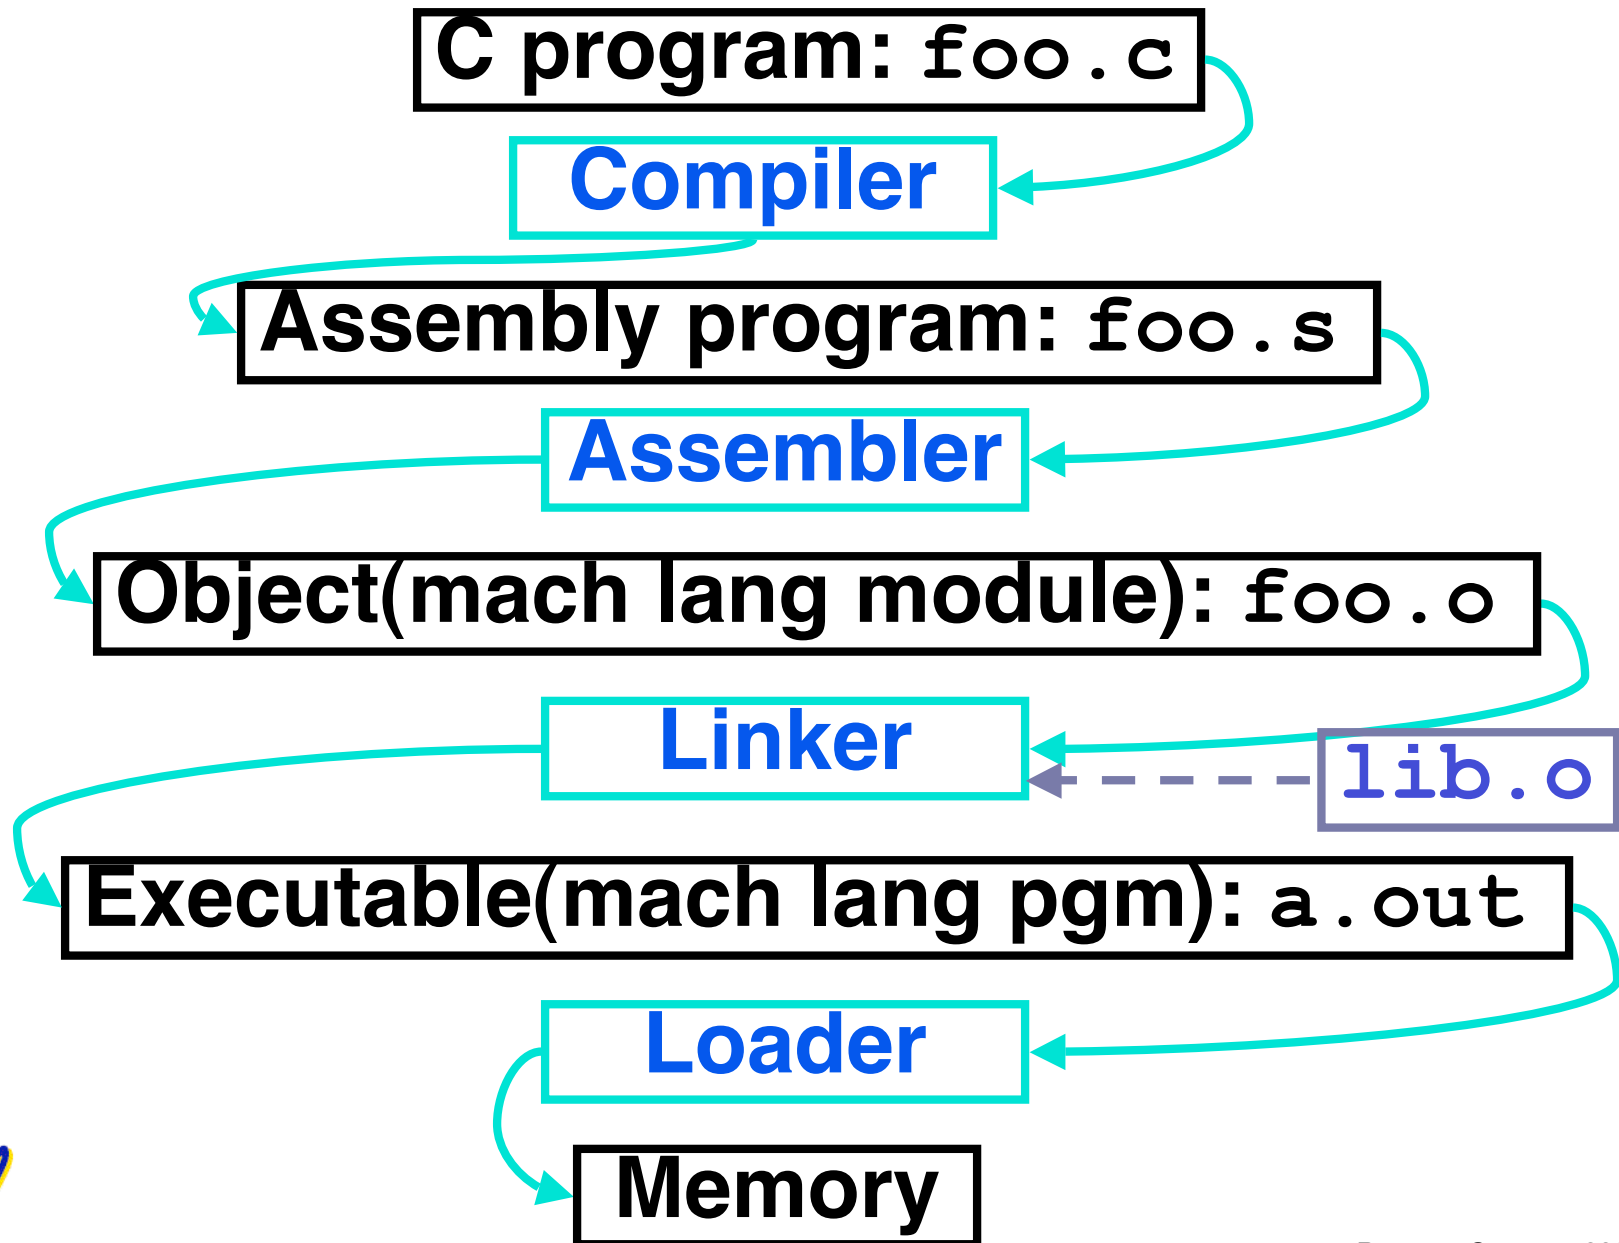 C program: foo.c
Compiler
Assembly program: foo.s
Assembler
Object(mach lang module): foo.o
Linker
lib.o
Executable(mach lang pgm): a.out
Loader
Memory